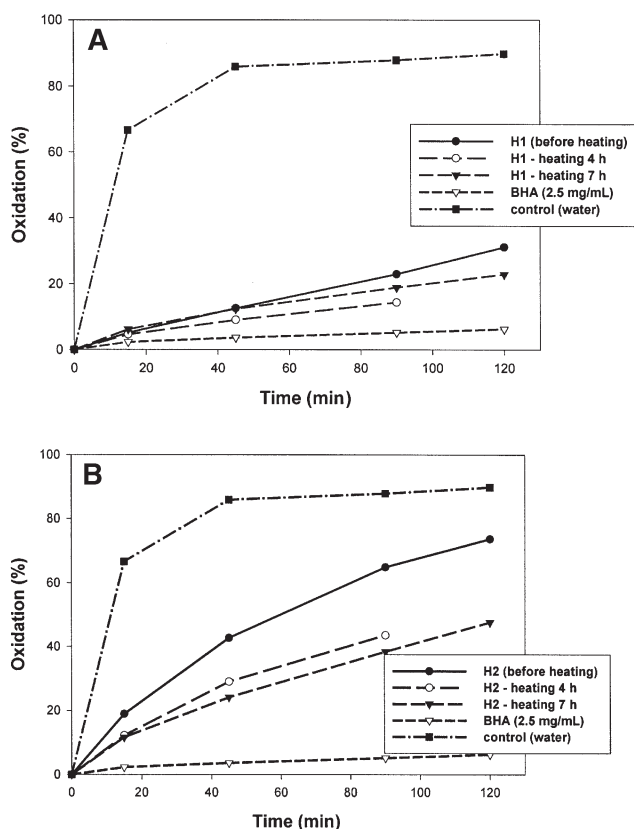 A
100
80
60
40
20
0
Oxidation (%)
H1 (before heating)
H1 - heating 4 h
H1 - heating 7 h
BHA (2.5 mg/mL)
control (water)
0 20 40 60 80 100 120
Time (min)
B
100
80
60
40
20
0
Oxidation (%)
H2 (before heating)
H2 - heating 4 h
H2 - heating 7 h
BHA (2.5 mg/mL)
control (water)
0 20 40 60 80 100 120
Time (min)